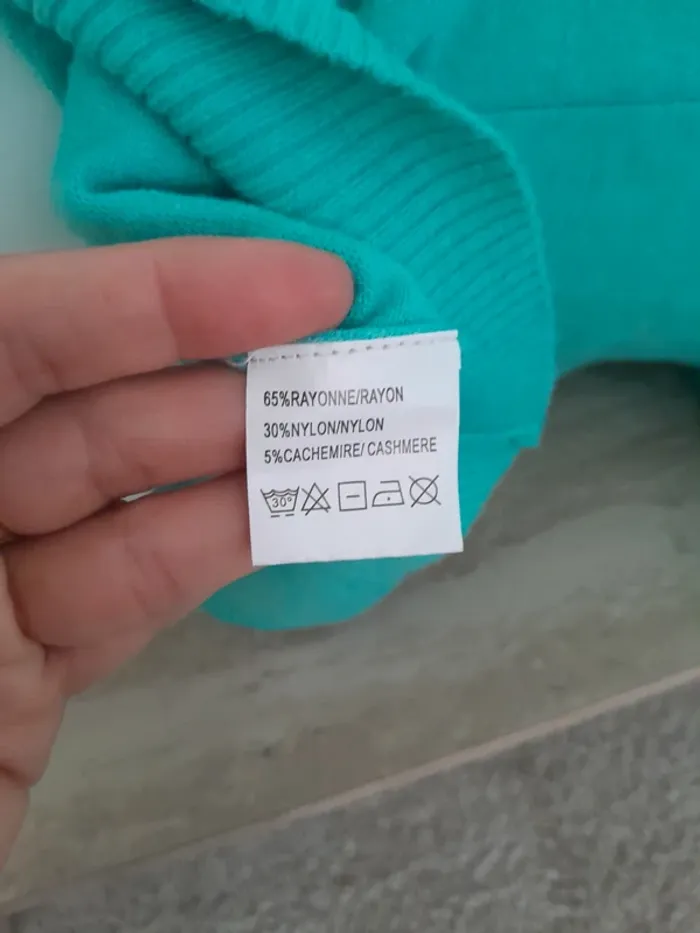 65%RAYONNE/RAYON
30%NYLON/NYLON
5%CACHEMIRE/ CASHMERE
30°